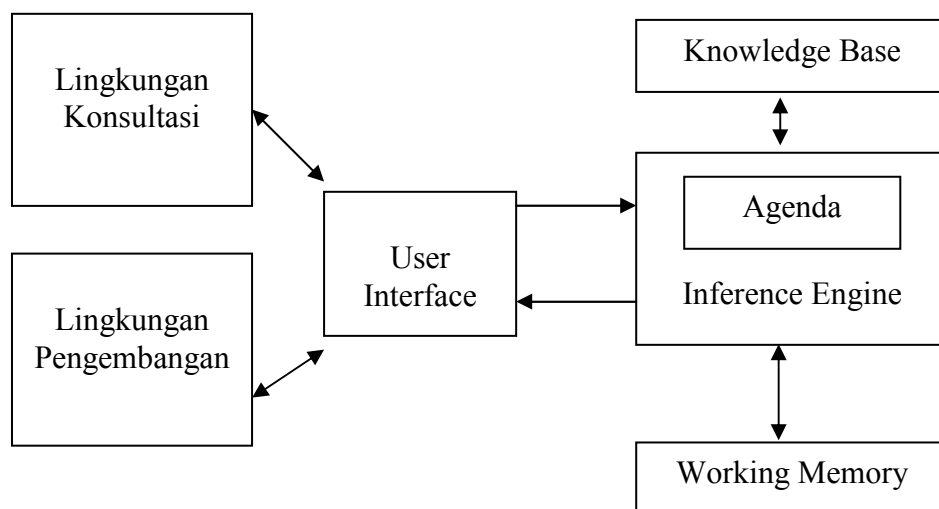 Lingkungan
Konsultasi
Lingkungan
Pengembangan
User
Interface
Knowledge Base
Agenda
Inference Engine
Working Memory